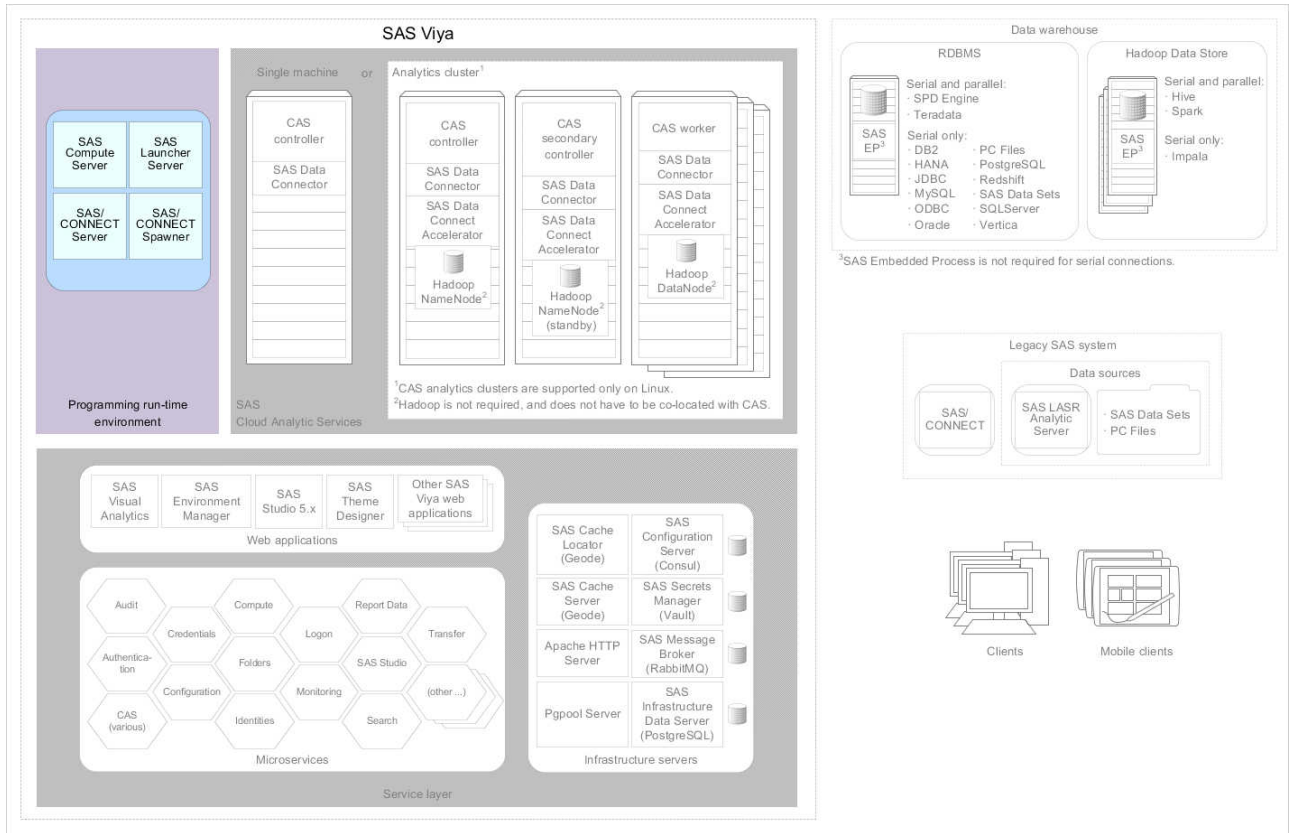 SAS Viya
SAS
Compute
Server
SAS
Launcher
Server
SAS/
CONNECT
Server
SAS/
CONNECT
Spawner
Programming run-time
environment
Single machine
or
Analytics cluster1
CAS
controller
SAS Data
Connector
CAS
controller
SAS Data
Connector
SAS Data
Connect
Accelerator
Hadoop
NameNode2
CAS
secondary
controller
SAS Data
Connector
SAS Data
Connect
Accelerator
Hadoop
NameNode2
(standby)
CAS worker
SAS Data
Connector
SAS Data
Connect
Accelerator
Hadoop
DataNode2
1CAS analytics clusters are supported only on Linux.
2Hadoop is not required, and does not have to be co-located with CAS.
SAS
Cloud Analytic Services
SAS
Visual
Analytics
SAS
Environment
Manager
SAS
Studio 5.x
SAS
Theme
Designer
Other SAS
Viya web
applications
Web applications
Audit
Compute
Report Data
Credentials
Logon
Transfer
Authentica-
tion
Folders
SAS Studio
Configuration
Monitoring
(other ...)
CAS
(various)
Identities
Search
Microservices
SAS Cache
Locator
(Geode)
SAS
Configuration
Server
(Consul)
SAS Cache
Server
(Geode)
SAS Secrets
Manager
(Vault)
Apache HTTP
Server
SAS Message
Broker
(RabbitMQ)
Pgpool Server
SAS
Infrastructure
Data Server
(PostgreSQL)
Infrastructure servers
Service layer
Data warehouse
RDBMS
SAS
EP3
Serial and parallel:
· SPD Engine
· Teradata
Serial only:
· DB2
· HANA
· JDBC
· MySQL
· ODBC
· Oracle
· PC Files
· PostgreSQL
· Redshift
· SAS Data Sets
· SQLServer
· Vertica
Hadoop Data Store
SAS
EP3
Serial and parallel:
· Hive
· Spark
Serial only:
· Impala
3SAS Embedded Process is not required for serial connections.
Legacy SAS system
Data sources
SAS/
CONNECT
SAS LASR
Analytic
Server
· SAS Data Sets
· PC Files
Clients
Mobile clients